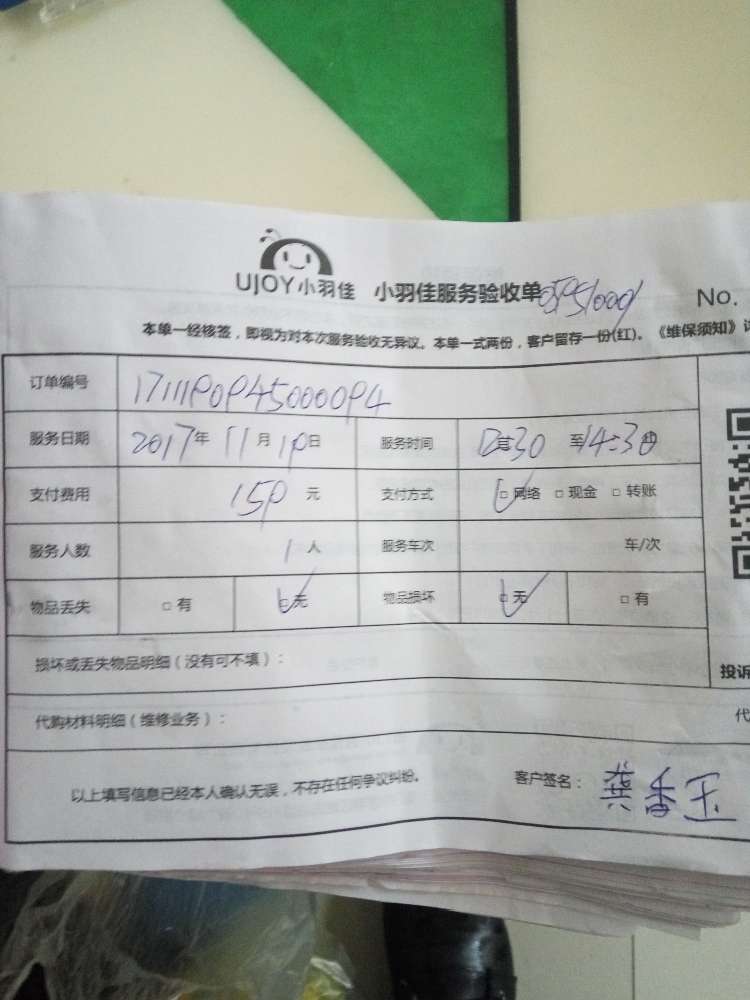 UJOY小羽佳 小羽佳服务验收单 No.
本单一经核签，即视为对本次服务验收无异议。本单一式两份，客户留存一份(红)。《维保须知》
订单编号 1711190945000094
服务日期 2017年 11月 19日 服务时间 12:30 至 14:30
支付费用 150 元 支付方式 □网络 □现金 □转账
服务人数 1人 服务车次 车/次
物品丢失 □有 □无 物品损坏 □无 □有
损坏或丢失物品明细（没有可不填）：
投诉
代购材料明细（维修业务）： 代
以上填写信息已经本人确认无误，不存在任何争议纠纷。 客户签名： 龚香玉